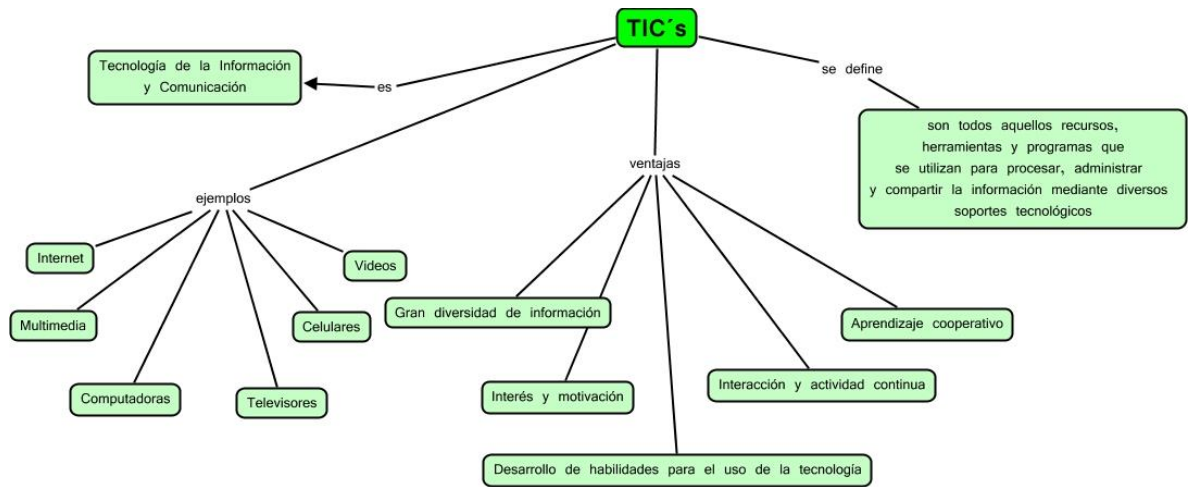 TIC´s
Tecnología de la Información
y Comunicación
es
se define
son todos aquellos recursos,
herramientas y programas que
se utilizan para procesar, administrar
y compartir la información mediante diversos
soportes tecnológicos
ejemplos
Internet
Multimedia
Computadoras
Televisores
Celulares
Videos
ventajas
Gran diversidad de información
Interés y motivación
Desarrollo de habilidades para el uso de la tecnología
Interacción y actividad continua
Aprendizaje cooperativo